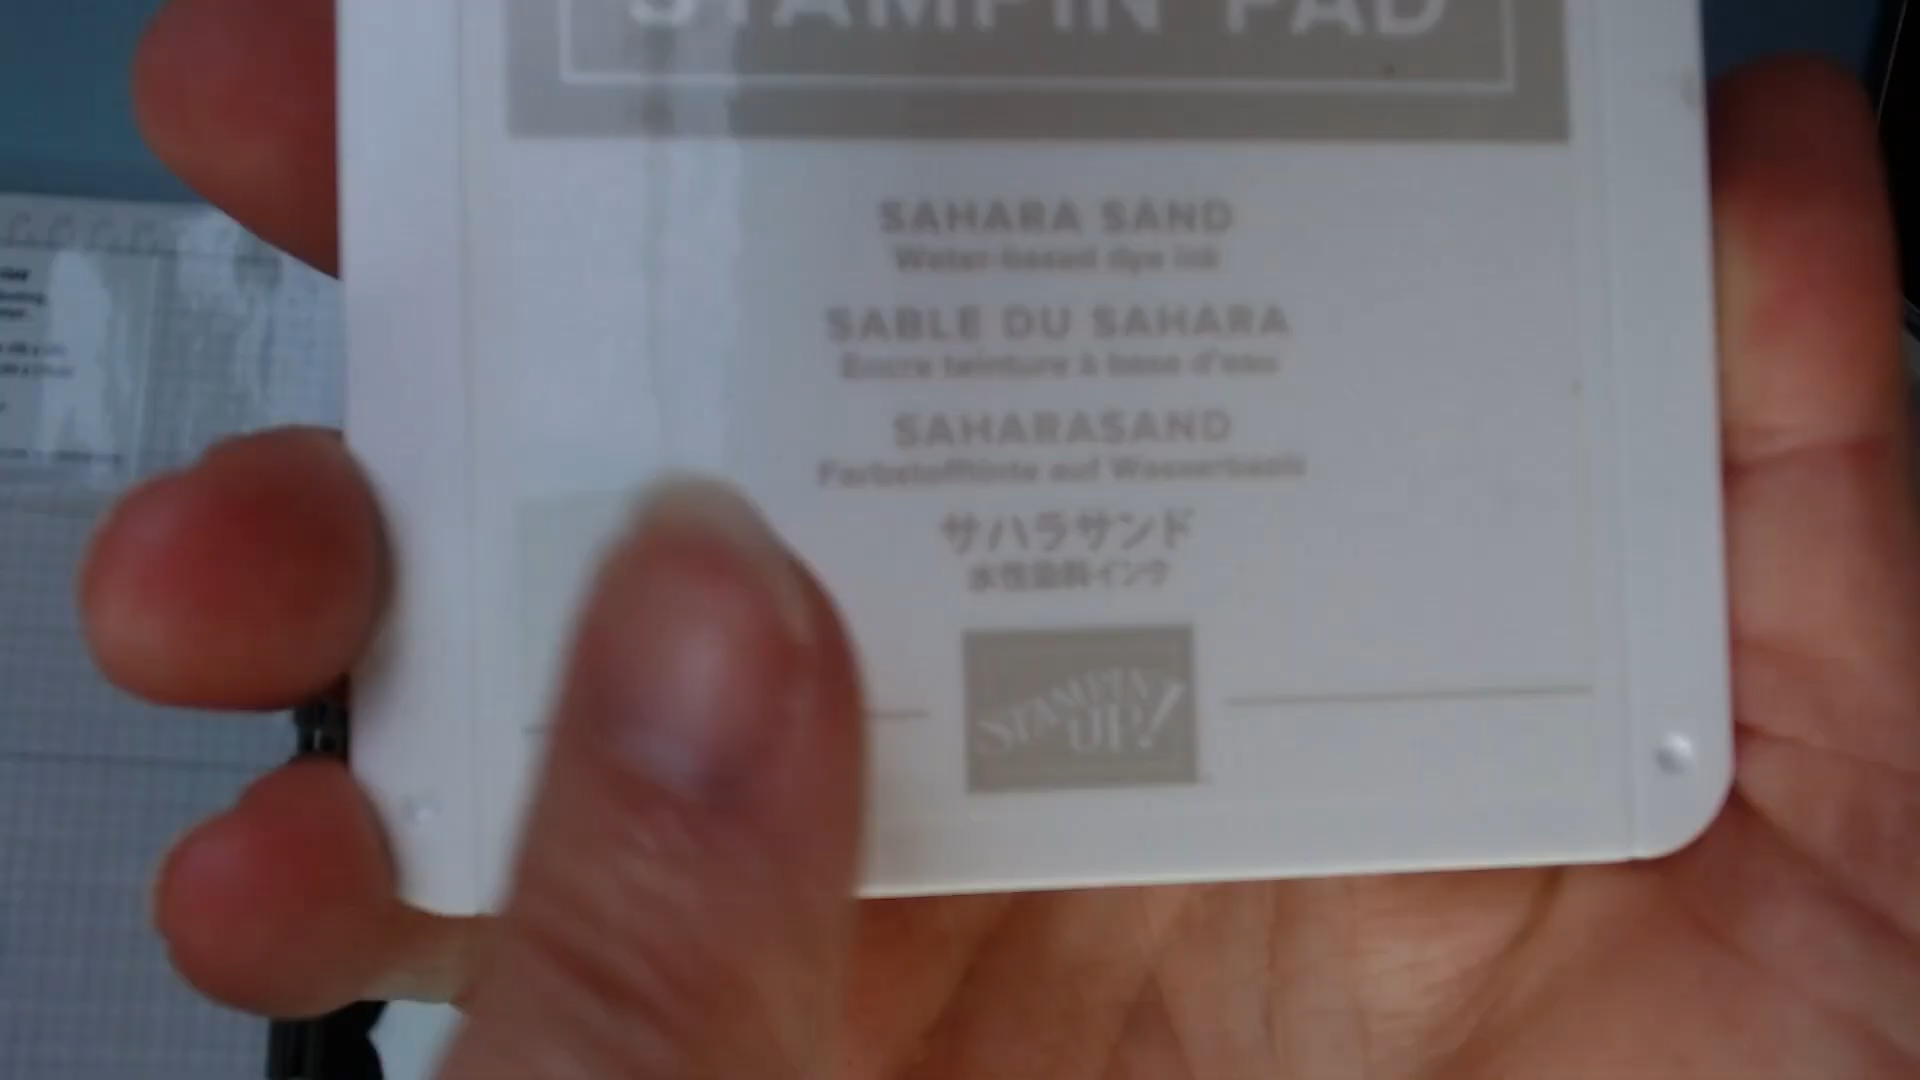 STAMPIN' PAD
SAHARA SAND
Water-based dye ink
SABLE DU SAHARA
Encre teinture à base d'eau
SAHARASAND
Farbstofftinte auf Wasserbasis
サハラサンド
水性染料インク
STAMPIN'
UP!